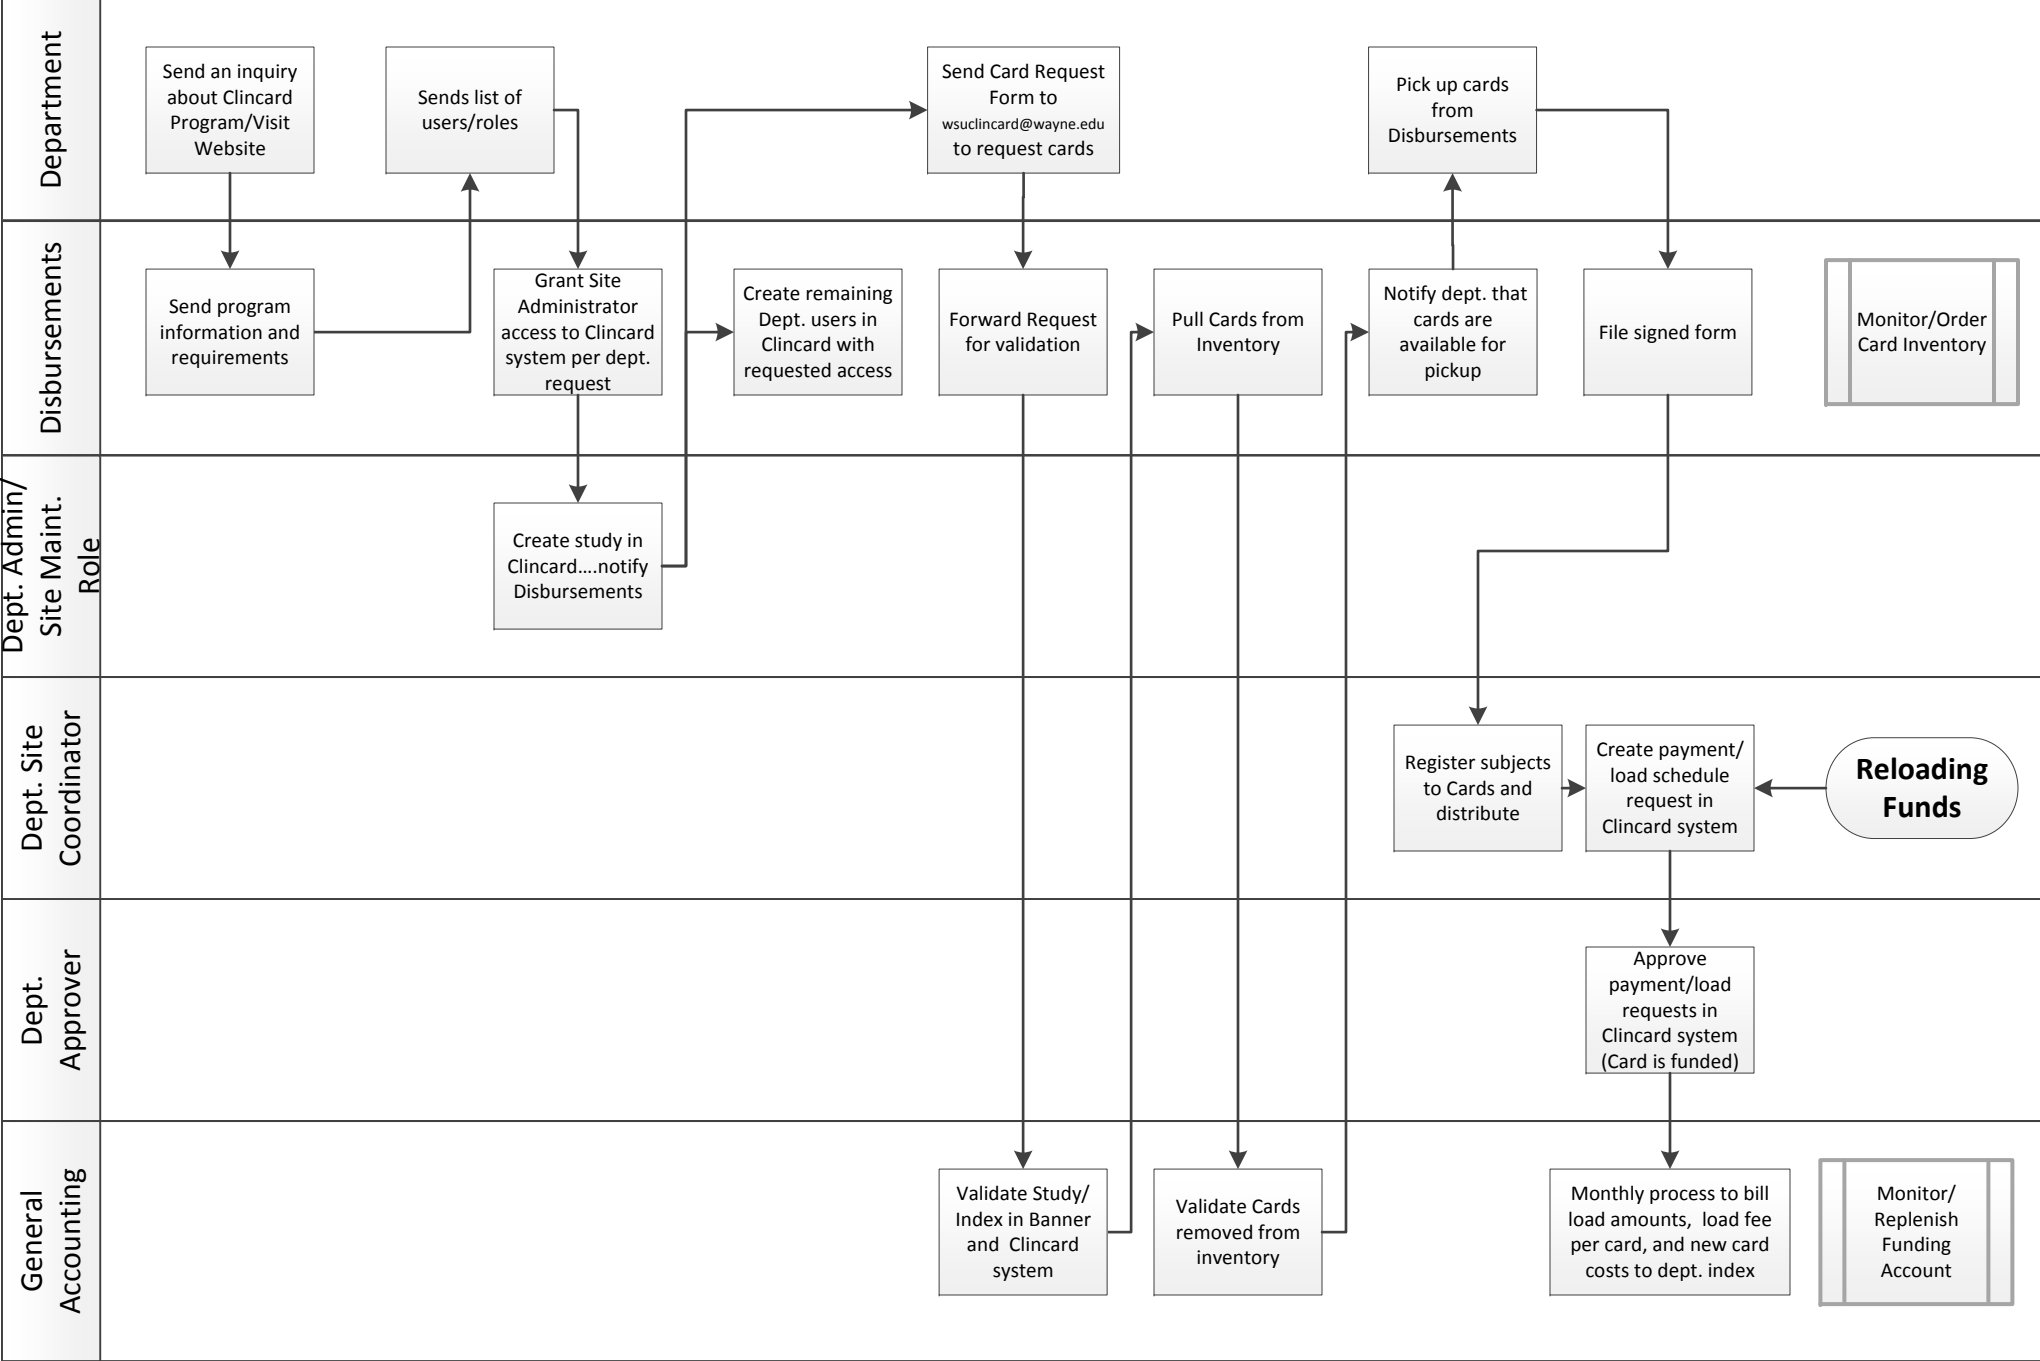 Department
Send an inquiry
about Clincard
Program/Visit
Website
Sends list of
users/roles
Send Card Request
Form to
wsuclincard@wayne.edu
to request cards
Pick up cards
from
Disbursements
Disbursements
Send program
information and
requirements
Grant Site
Administrator
access to Clincard
system per dept.
request
Create remaining
Dept. users in
Clincard with
requested access
Forward Request
for validation
Pull Cards from
Inventory
Notify dept. that
cards are
available for
pickup
File signed form
Monitor/Order
Card Inventory
Dept. Admin/
Site Maint.
Role
Create study in
Clincard....notify
Disbursements
Dept. Site
Coordinator
Register subjects
to Cards and
distribute
Create payment/
load schedule
request in
Clincard system
Reloading
Funds
Dept.
Approver
Approve
payment/load
requests in
Clincard system
(Card is funded)
General
Accounting
Validate Study/
Index in Banner
and Clincard
system
Validate Cards
removed from
inventory
Monthly process to bill
load amounts, load fee
per card, and new card
costs to dept. index
Monitor/
Replenish
Funding
Account